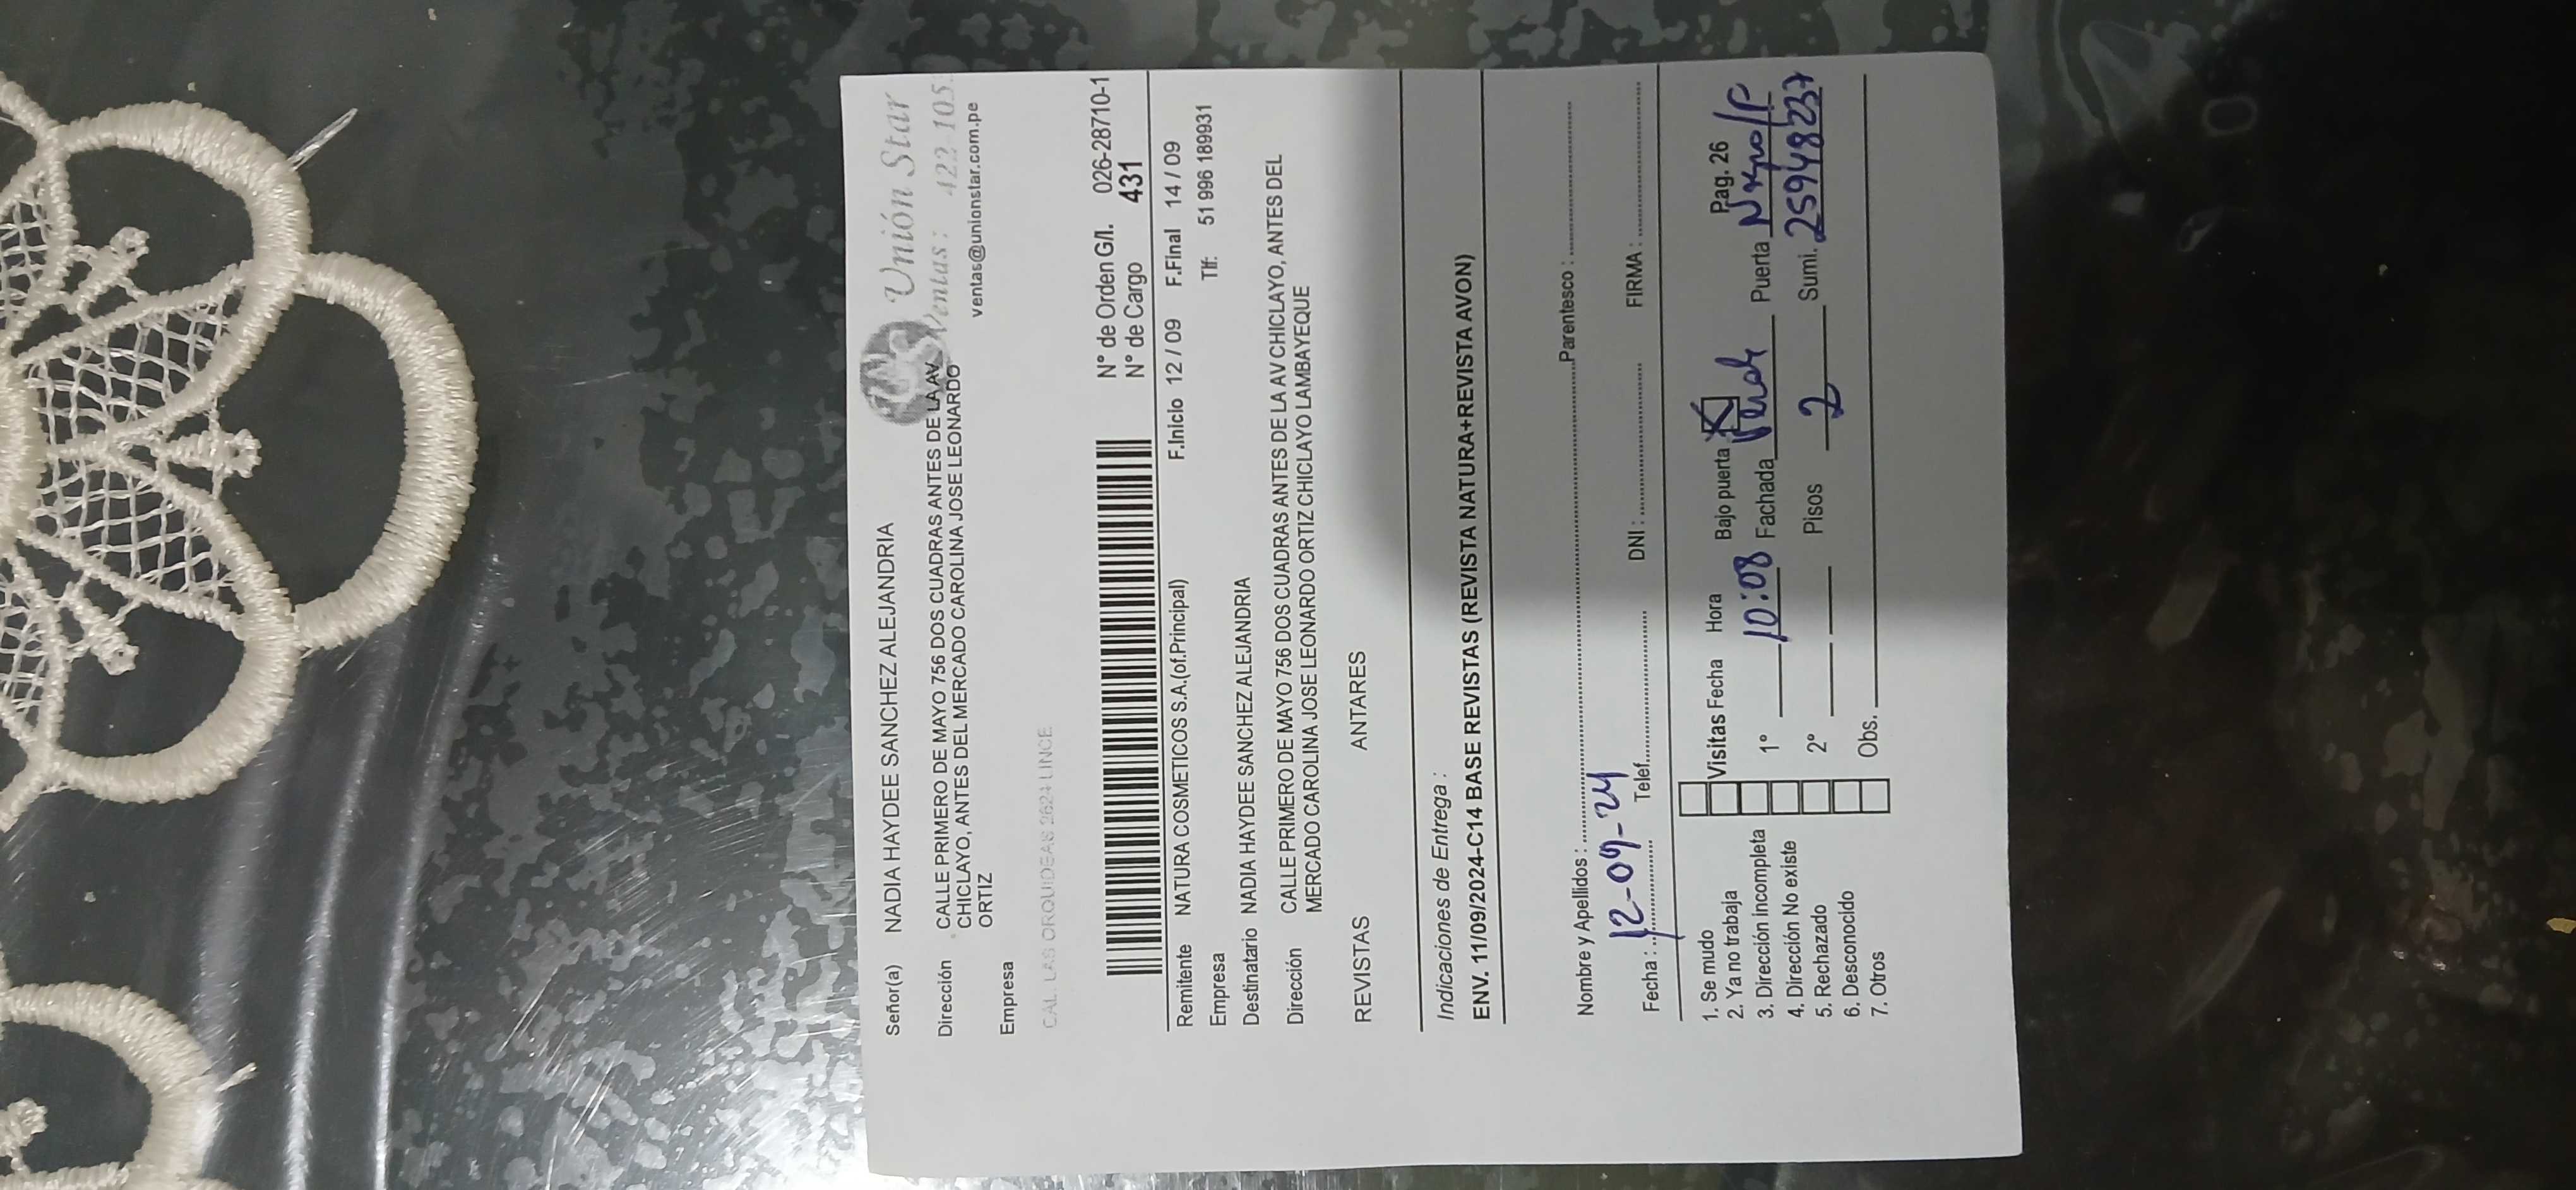 Unión Star
Ventas: 422 105
ventas@unionstar.com.pe
Señor(a) NADIA HAYDEE SANCHEZ ALEJANDRIA
Dirección CALLE PRIMERO DE MAYO 756 DOS CUADRAS ANTES DE LA AV
CHICLAYO, ANTES DEL MERCADO CAROLINA JOSE LEONARDO
ORTIZ
Empresa
CAL. LAS ORQUIDEAS 2624 LINCE
N° de Orden G/I. 026-28710-1
N° de Cargo 431
Remitente NATURA COSMETICOS S.A.(of.Principal) F.Inicio 12 / 09 F.Final 14 / 09
Empresa Tlf: 51 996 189931
Destinatario NADIA HAYDEE SANCHEZ ALEJANDRIA
Dirección CALLE PRIMERO DE MAYO 756 DOS CUADRAS ANTES DE LA AV CHICLAYO, ANTES DEL
MERCADO CAROLINA JOSE LEONARDO ORTIZ CHICLAYO LAMBAYEQUE
REVISTAS ANTARES
Indicaciones de Entrega :
ENV. 11/09/2024-C14 BASE REVISTAS (REVISTA NATURA+REVISTA AVON)
Nombre y Apellidos : Parentesco :
Fecha : 12-09-24 Telef. DNI : FIRMA :
1. Se mudo
2. Ya no trabaja
3. Dirección incompleta
4. Dirección No existe
5. Rechazado
6. Desconocido
7. Otros
Visitas Fecha Hora Bajo puerta Pag. 26
1° 10:08 Fachada Puerta
2° Pisos 2 Sumi. 25948237
Obs.